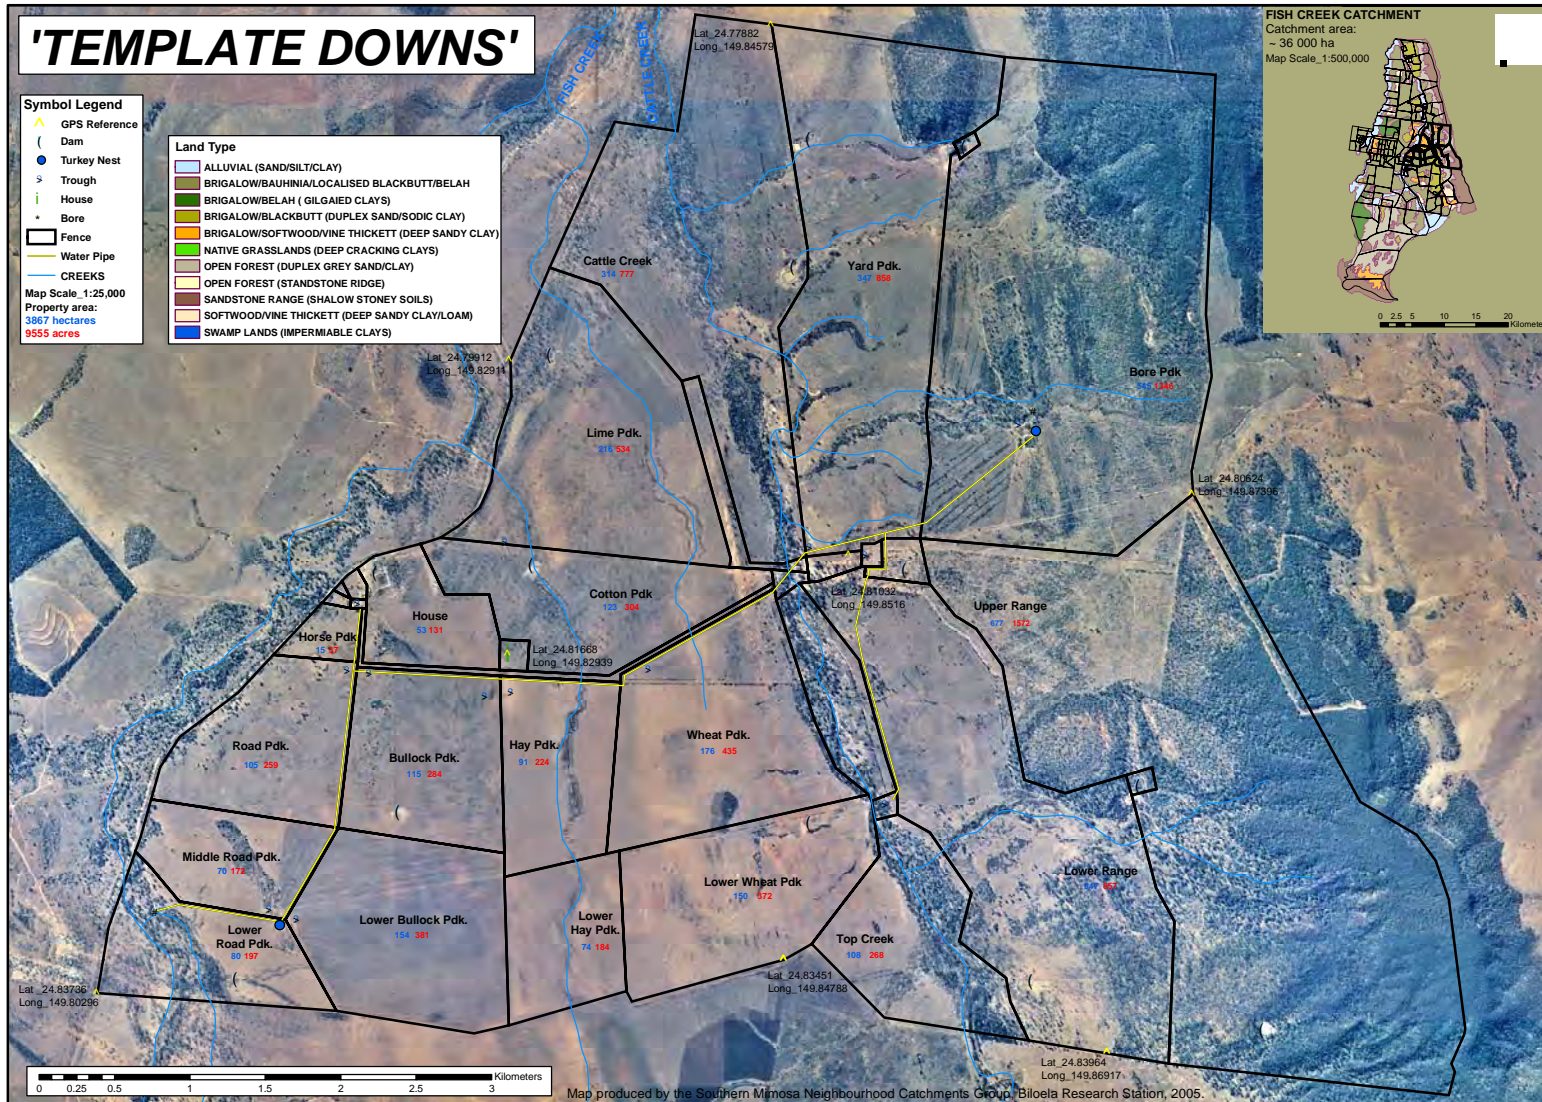 'TEMPLATE DOWNS'
Symbol Legend
GPS Reference
Dam
Turkey Nest
Trough
House
Bore
Fence
Water Pipe
CREEKS
Map Scale_1:25,000
Property area:
3867 hectares
9555 acres
Land Type
ALLUVIAL (SAND/SILT/CLAY)
BRIGALOW/BAUHINIA/LOCALISED BLACKBUTT/BELAH
BRIGALOW/BELAH ( GILGAIED CLAYS)
BRIGALOW/BLACKBUTT (DUPLEX SAND/SODIC CLAY)
BRIGALOW/SOFTWOOD/VINE THICKETT (DEEP SANDY CLAY)
NATIVE GRASSLANDS (DEEP CRACKING CLAYS)
OPEN FOREST (DUPLEX GREY SAND/CLAY)
OPEN FOREST (STANDSTONE RIDGE)
SANDSTONE RANGE (SHALOW STONEY SOILS)
SOFTWOOD/VINE THICKETT (DEEP SANDY CLAY/LOAM)
SWAMP LANDS (IMPERMIABLE CLAYS)
FISH CREEK CATCHMENT
Catchment area:
~ 36 000 ha
Map Scale_1:500,000
0 2.5 5 10 15 20
Kilomete
FISH CREEK
CATTLE CREEK
Lat_24.77882
Long_149.84579
Cattle Creek
314 777
Yard Pdk.
347 858
Bore Pdk
Lat_24.79912
Long_149.82911
Lime Pdk.
216 534
Lat_24.80524
Long_149.87396
Lat_24.81032
Long_149.8516
Cotton Pdk
123 304
House
53 131
Upper Range
677 1572
Horse Pdk
15
Lat_24.81668
Long_149.82939
Road Pdk.
105 259
Bullock Pdk.
115 284
Hay Pdk.
91 224
Wheat Pdk.
176 435
Middle Road Pdk.
70 172
Lower Wheat Pdk
150 372
Lower Range
Lower Bullock Pdk.
154 381
Lower
Hay Pdk.
74 184
Lower
Road Pdk.
80 197
Top Creek
108 268
Lat_24.83736
Long_149.80296
Lat_24.83451
Long_149.84788
Lat_24.83964
Long_149.86917
0 0.25 0.5 1 1.5 2 2.5 3
Kilometers
Map produced by the Southern Mimosa Neighbourhood Catchments Group, Biloela Research Station, 2005.